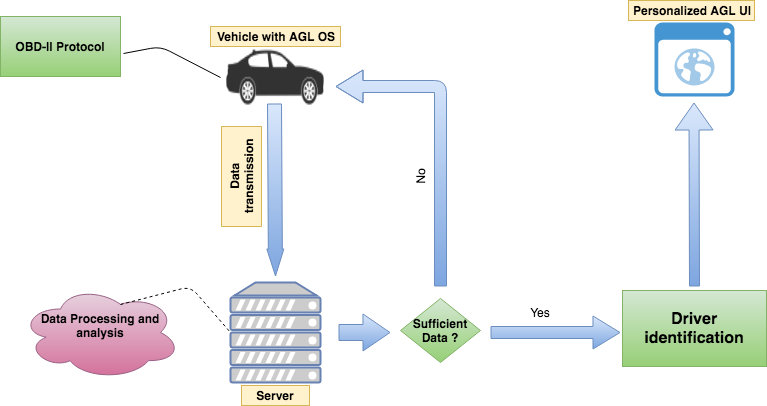 Personalized AGL UI
OBD-II Protocol
Vehicle with AGL OS
Data
transmission
No
Data Processing and
analysis
Sufficient
Data ?
Yes
Driver
identification
Server